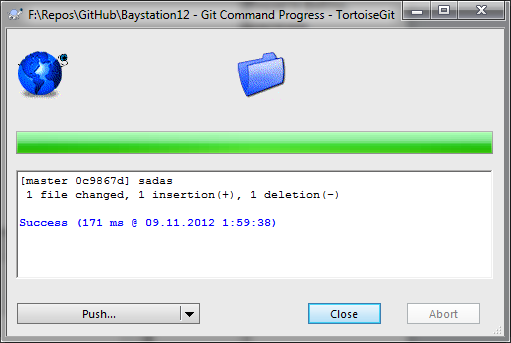 F:\Repos\GitHub\Baystation12 - Git Command Progress - TortoiseGit
[master 0c9867d] sadas
1 file changed, 1 insertion(+), 1 deletion(-)
Success (171 ms @ 09.11.2012 1:59:38)
Push...
Close
Abort